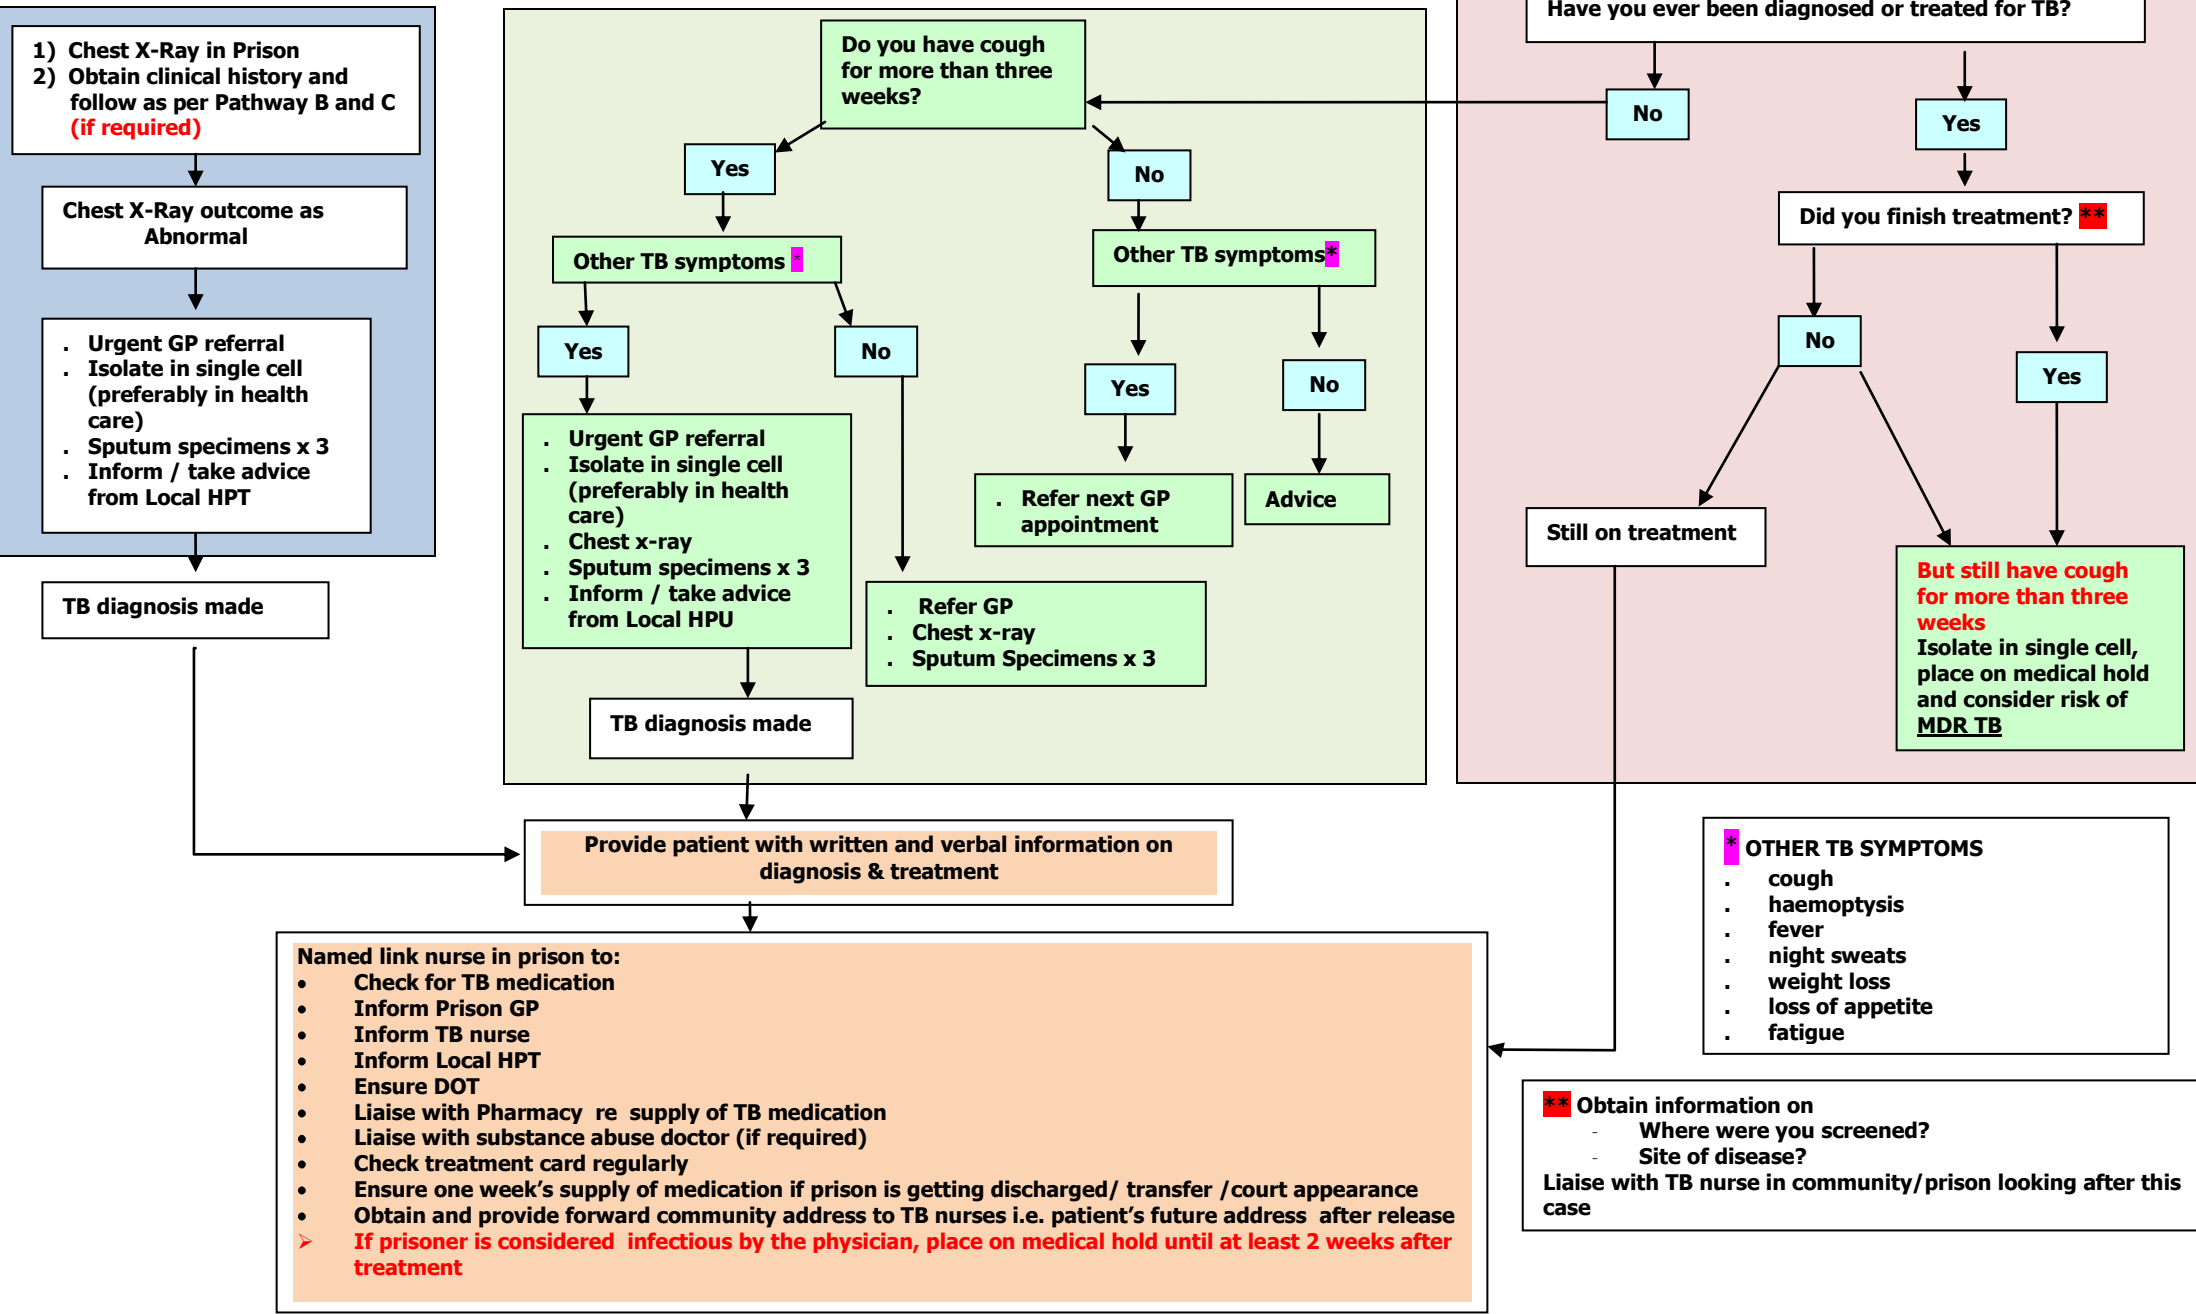 1) Chest X-Ray in Prison
2) Obtain clinical history and
follow as per Pathway B and C
(if required)
Chest X-Ray outcome as
Abnormal
. Urgent GP referral
. Isolate in single cell
(preferably in health
care)
. Sputum specimens x 3
. Inform / take advice
from Local HPT
TB diagnosis made
Do you have cough
for more than three
weeks?
Yes
No
Other TB symptoms *
Other TB symptoms*
Yes
No
Yes
No
. Urgent GP referral
. Isolate in single cell
(preferably in health
care)
. Chest x-ray
. Sputum specimens x 3
. Inform / take advice
from Local HPU
. Refer GP
. Chest x-ray
. Sputum Specimens x 3
. Refer next GP
appointment
Advice
TB diagnosis made
Have you ever been diagnosed or treated for TB?
No
Yes
Did you finish treatment? **
No
Yes
Still on treatment
But still have cough
for more than three
weeks
Isolate in single cell,
place on medical hold
and consider risk of
MDR TB
Provide patient with written and verbal information on
diagnosis & treatment
Named link nurse in prison to:
• Check for TB medication
• Inform Prison GP
• Inform TB nurse
• Inform Local HPT
• Ensure DOT
• Liaise with Pharmacy re supply of TB medication
• Liaise with substance abuse doctor (if required)
• Check treatment card regularly
• Ensure one week's supply of medication if prison is getting discharged/ transfer /court appearance
• Obtain and provide forward community address to TB nurses i.e. patient's future address after release
➢ If prisoner is considered infectious by the physician, place on medical hold until at least 2 weeks after
treatment
* OTHER TB SYMPTOMS
. cough
. haemoptysis
. fever
. night sweats
. weight loss
. loss of appetite
. fatigue
** Obtain information on
- Where were you screened?
- Site of disease?
Liaise with TB nurse in community/prison looking after this
case